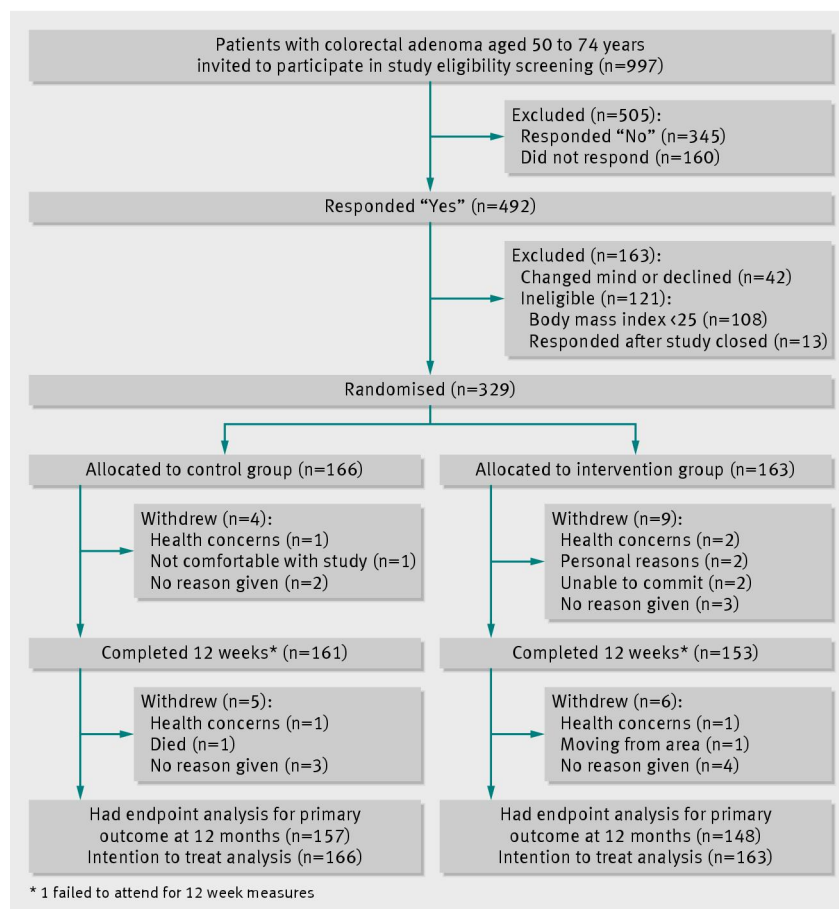 Patients with colorectal adenoma aged 50 to 74 years
invited to participate in study eligibility screening (n=997)
Excluded (n=505):
Responded “No” (n=345)
Did not respond (n=160)
Responded “Yes” (n=492)
Excluded (n=163):
Changed mind or declined (n=42)
Ineligible (n=121):
Body mass index <25 (n=108)
Responded after study closed (n=13)
Randomised (n=329)
Allocated to control group (n=166)
Allocated to intervention group (n=163)
Withdrew (n=4):
Health concerns (n=1)
Not comfortable with study (n=1)
No reason given (n=2)
Withdrew (n=9):
Health concerns (n=2)
Personal reasons (n=2)
Unable to commit (n=2)
No reason given (n=3)
Completed 12 weeks* (n=161)
Completed 12 weeks* (n=153)
Withdrew (n=5):
Health concerns (n=1)
Died (n=1)
No reason given (n=3)
Withdrew (n=6):
Health concerns (n=1)
Moving from area (n=1)
No reason given (n=4)
Had endpoint analysis for primary
outcome at 12 months (n=157)
Intention to treat analysis (n=166)
Had endpoint analysis for primary
outcome at 12 months (n=148)
Intention to treat analysis (n=163)
* 1 failed to attend for 12 week measures